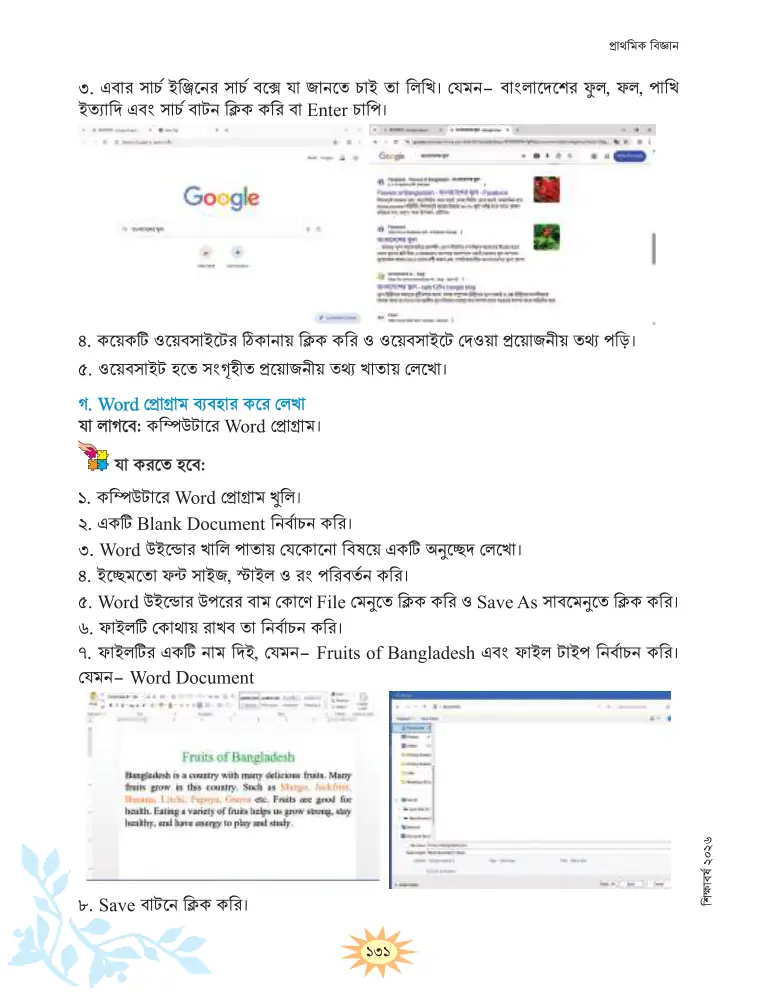 প্রাথমিক বিজ্ঞান
৩. এবার সার্চ ইঞ্জিনের সার্চ বক্সে যা জানতে চাই তা লিখি। যেমন– বাংলাদেশের ফুল, ফল, পাখি
ইত্যাদি এবং সার্চ বাটন ক্লিক করি বা Enter চাপি।
Google
বাংলাদেশের ফুল
Google
বাংলাদেশের ফুল
Flowers of Bangladesh - বাংলাদেশের ফুল - Facebook
বাংলাদেশের ফুল
৪. কয়েকটি ওয়েবসাইটের ঠিকানায় ক্লিক করি ও ওয়েবসাইটে দেওয়া প্রয়োজনীয় তথ্য পড়ি।
৫. ওয়েবসাইট হতে সংগৃহীত প্রয়োজনীয় তথ্য খাতায় লেখো।
গ. Word প্রোগ্রাম ব্যবহার করে লেখা
যা লাগবে: কম্পিউটারে Word প্রোগ্রাম।
যা করতে হবে:
১. কম্পিউটারে Word প্রোগ্রাম খুলি।
২. একটি Blank Document নির্বাচন করি।
৩. Word উইন্ডোর খালি পাতায় যেকোনো বিষয়ে একটি অনুচ্ছেদ লেখো।
৪. ইচ্ছেমতো ফন্ট সাইজ, স্টাইল ও রং পরিবর্তন করি।
৫. Word উইন্ডোর উপরের বাম কোণে File মেনুতে ক্লিক করি ও Save As সাবমেনুতে ক্লিক করি।
৬. ফাইলটি কোথায় রাখব তা নির্বাচন করি।
৭. ফাইলটির একটি নাম দিই, যেমন– Fruits of Bangladesh এবং ফাইল টাইপ নির্বাচন করি।
যেমন– Word Document
Fruits of Bangladesh
Bangladesh is a country with many delicious fruits. Many
fruits grow in this country. Such as Mango, Jackfruit,
Banana, Litchi, Papaya, Guava etc. Fruits are good for
health. Eating a variety of fruits helps us grow strong, stay
healthy, and have energy to play and study.
৮. Save বাটনে ক্লিক করি।
শিক্ষাবর্ষ ২০২৬
১৩১